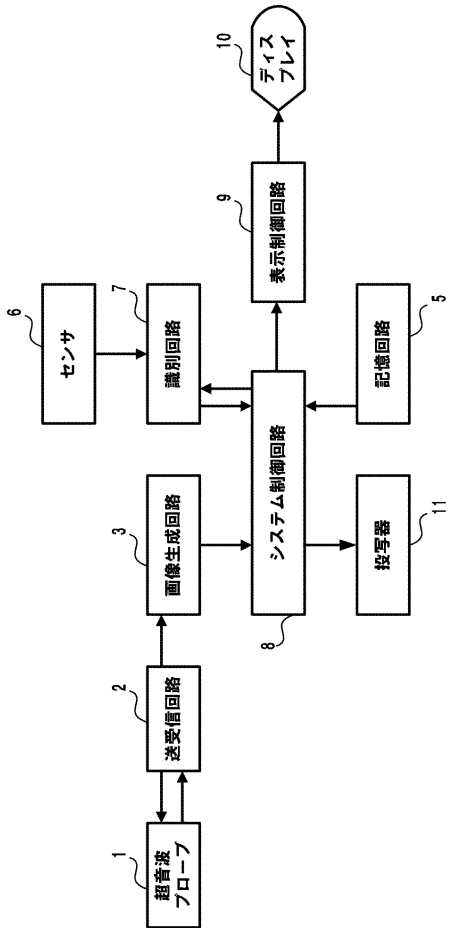 1
超音波
プローブ
2
送受信回路
3
画像生成回路
6
センサ
7
識別回路
8
システム制御回路
9
表示制御回路
10
ディス
プレイ
11
投写器
5
記憶回路